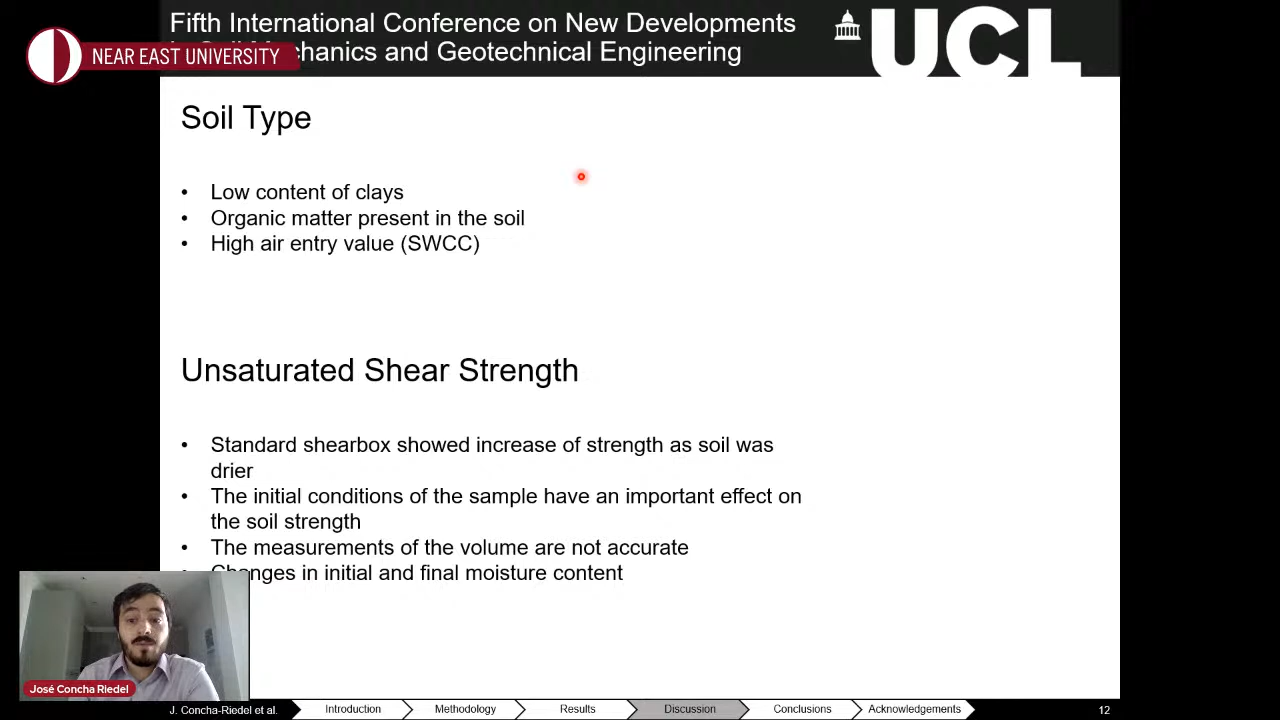 Fifth International Conference on New Developments
chanics and Geotechnical Engineering
NEAR EAST UNIVERSITY
UCL
Soil Type
• Low content of clays
• Organic matter present in the soil
• High air entry value (SWCC)
Unsaturated Shear Strength
• Standard shearbox showed increase of strength as soil was
drier
• The initial conditions of the sample have an important effect on
the soil strength
• The measurements of the volume are not accurate
• Changes in initial and final moisture content
José Concha Riedel
J. Concha-Riedel et al.
Introduction
Methodology
Results
Discussion
Conclusions
Acknowledgements
12